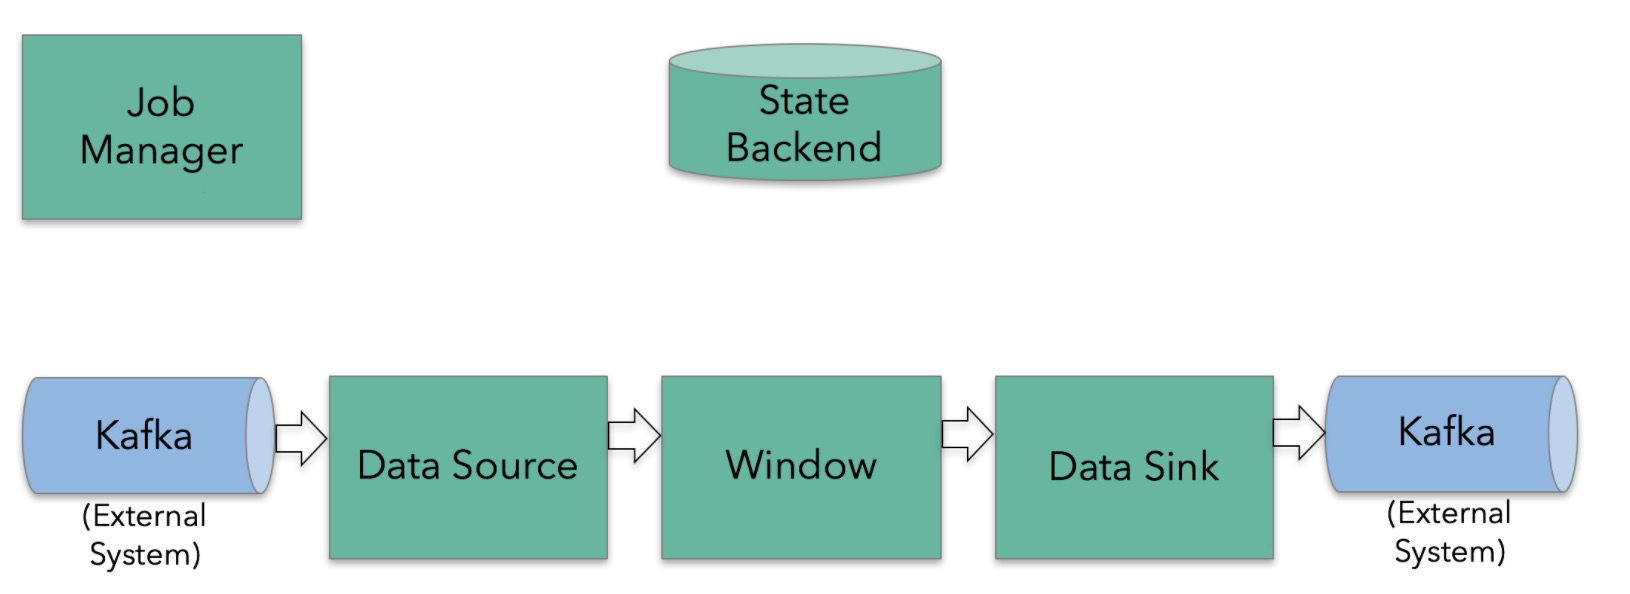 Job
Manager
State
Backend
Kafka
(External
System)
Data Source
Window
Data Sink
Kafka
(External
System)